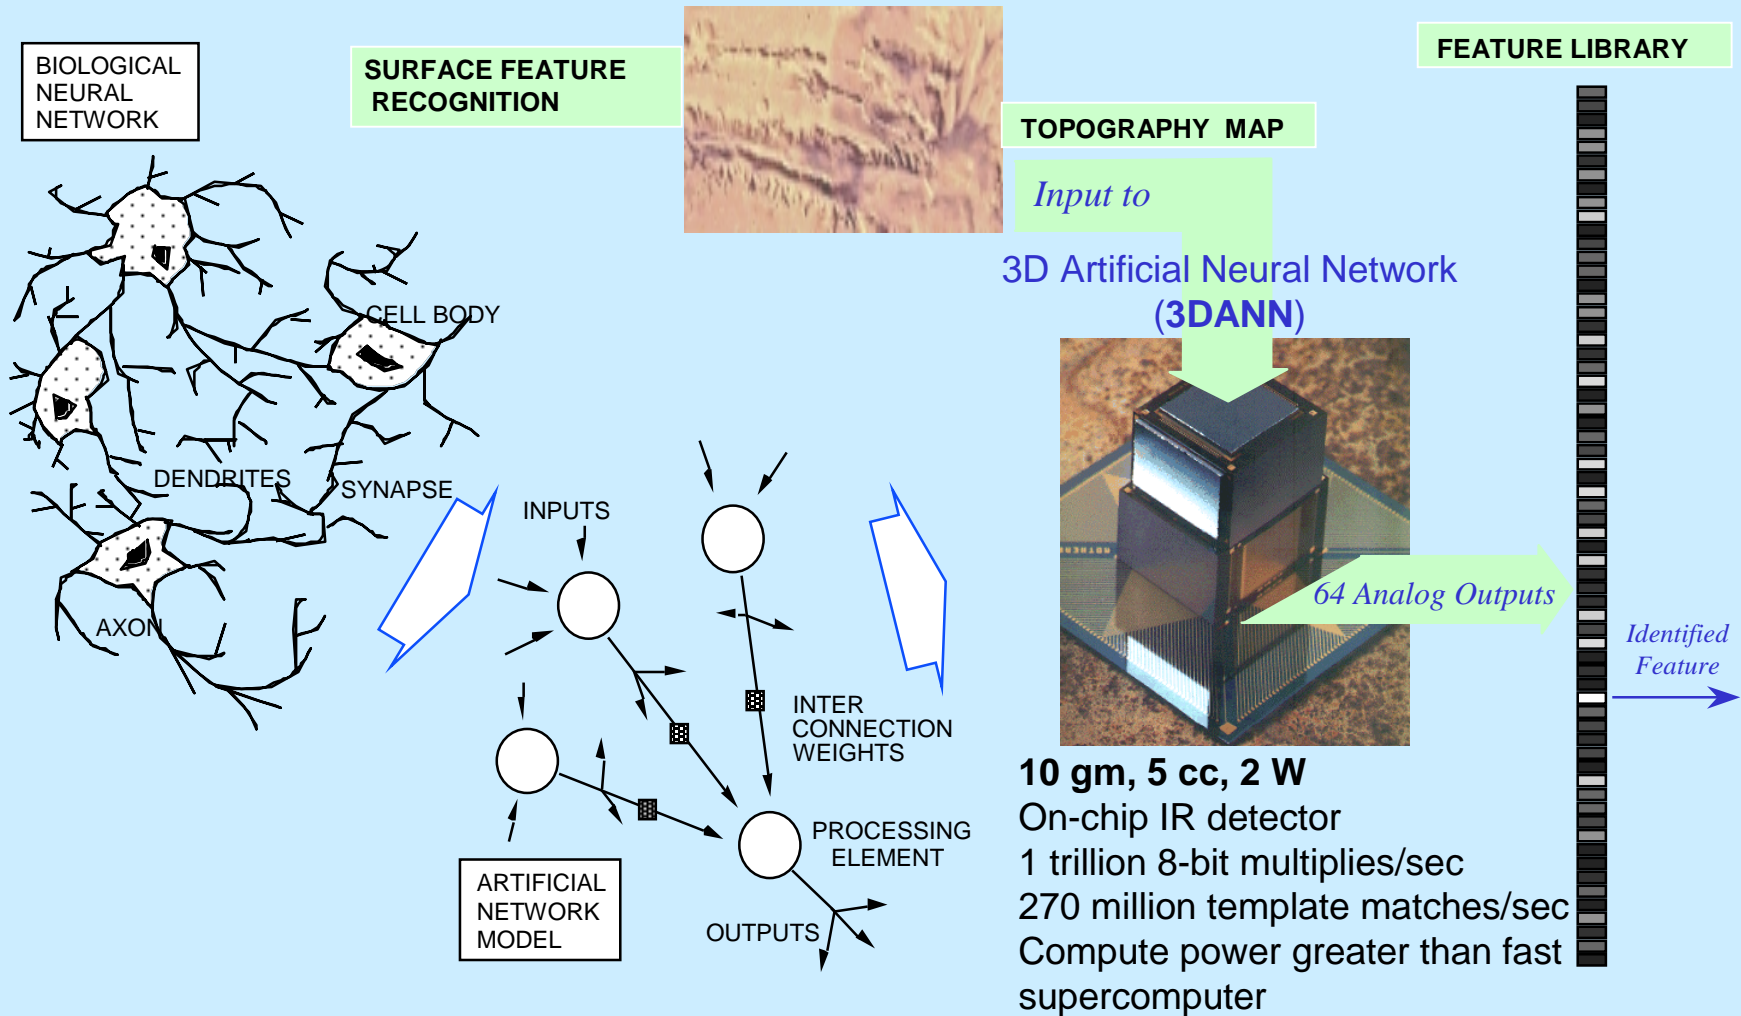 BIOLOGICAL
NEURAL
NETWORK
SURFACE FEATURE
RECOGNITION
TOPOGRAPHY MAP
FEATURE LIBRARY
Input to
3D Artificial Neural Network
(3DANN)
CELL BODY
DENDRITES
SYNAPSE
AXON
INPUTS
INTER
CONNECTION
WEIGHTS
PROCESSING
ELEMENT
OUTPUTS
ARTIFICIAL
NETWORK
MODEL
64 Analog Outputs
Identified
Feature
10 gm, 5 cc, 2 W
On-chip IR detector
1 trillion 8-bit multiplies/sec
270 million template matches/sec
Compute power greater than fast
supercomputer